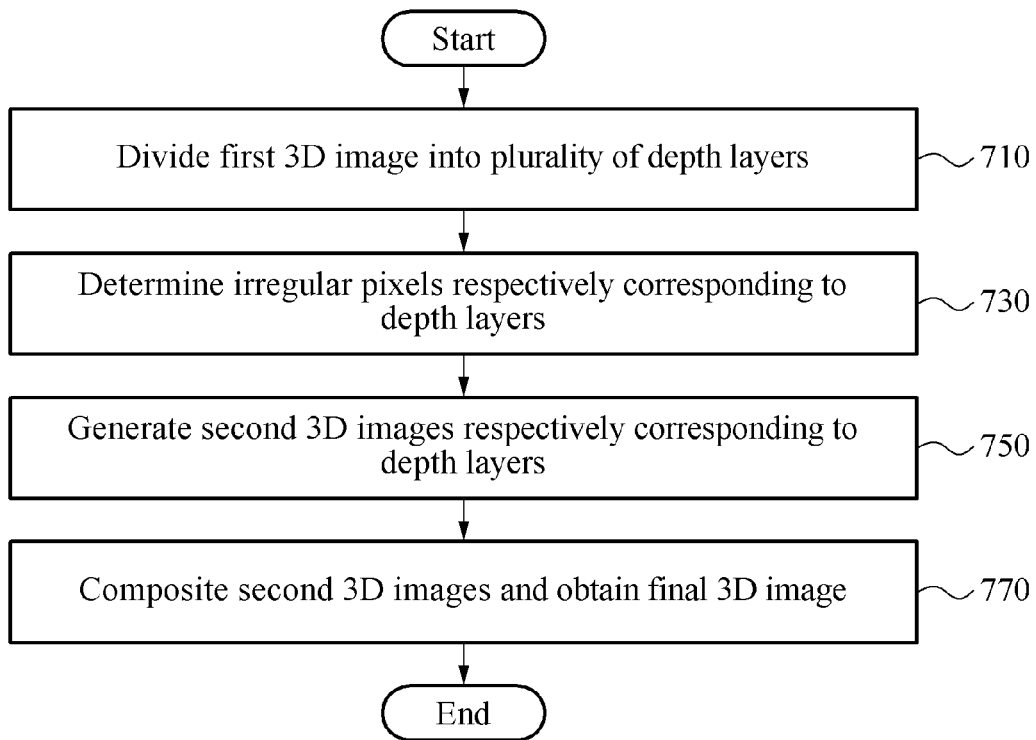 Start
Divide first 3D image into plurality of depth layers
710
Determine irregular pixels respectively corresponding to
depth layers
730
Generate second 3D images respectively corresponding to
depth layers
750
Composite second 3D images and obtain final 3D image
770
End